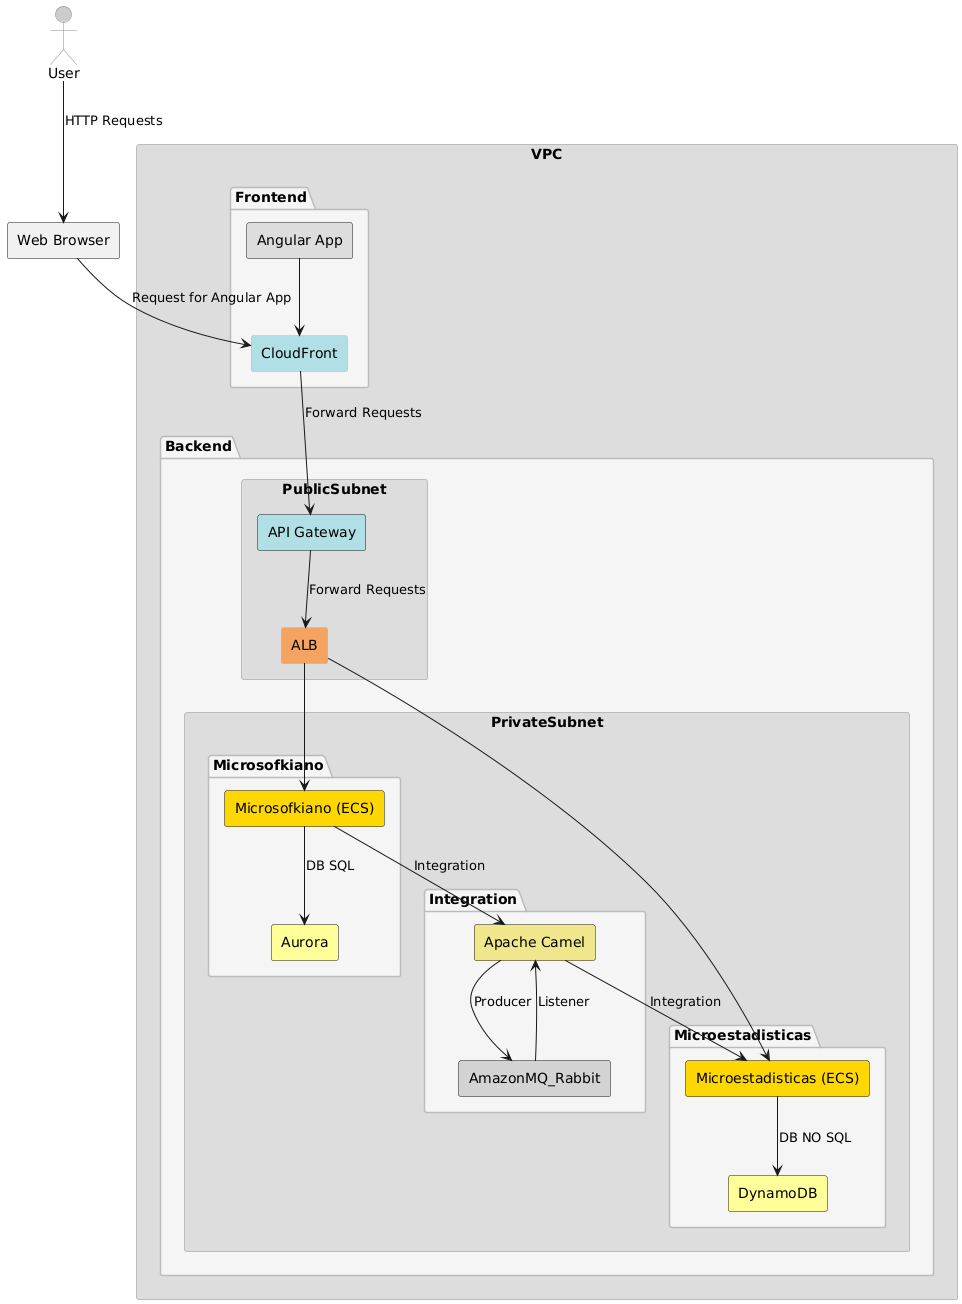 User
HTTP Requests
VPC
Frontend
Web Browser
Angular App
Request for Angular App
CloudFront
Forward Requests
Backend
PublicSubnet
API Gateway
Forward Requests
ALB
PrivateSubnet
Microsofkiano
Microsofkiano (ECS)
DB SQL
Integration
Integration
Aurora
Apache Camel
Producer
Listener
Integration
Microestadisticas
AmazonMQ_Rabbit
Microestadisticas (ECS)
DB NO SQL
DynamoDB